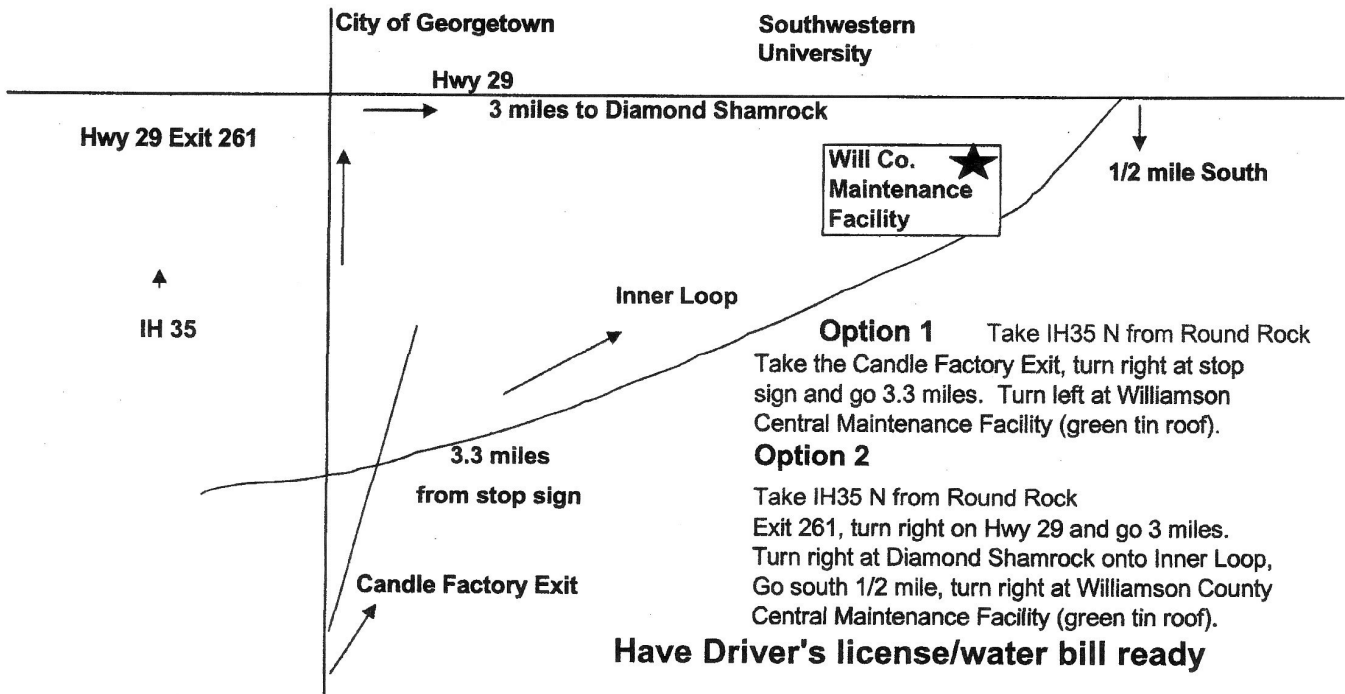 City of Georgetown
Southwestern
University
Hwy 29
3 miles to Diamond Shamrock
Hwy 29 Exit 261
Will Co.
Maintenance
Facility
1/2 mile South
Inner Loop
IH 35
Option 1 Take IH35 N from Round Rock
Take the Candle Factory Exit, turn right at stop
sign and go 3.3 miles. Turn left at Williamson
Central Maintenance Facility (green tin roof).
3.3 miles
from stop sign
Option 2
Take IH35 N from Round Rock
Exit 261, turn right on Hwy 29 and go 3 miles.
Turn right at Diamond Shamrock onto Inner Loop,
Go south 1/2 mile, turn right at Williamson County
Central Maintenance Facility (green tin roof).
Candle Factory Exit
Have Driver's license/water bill ready